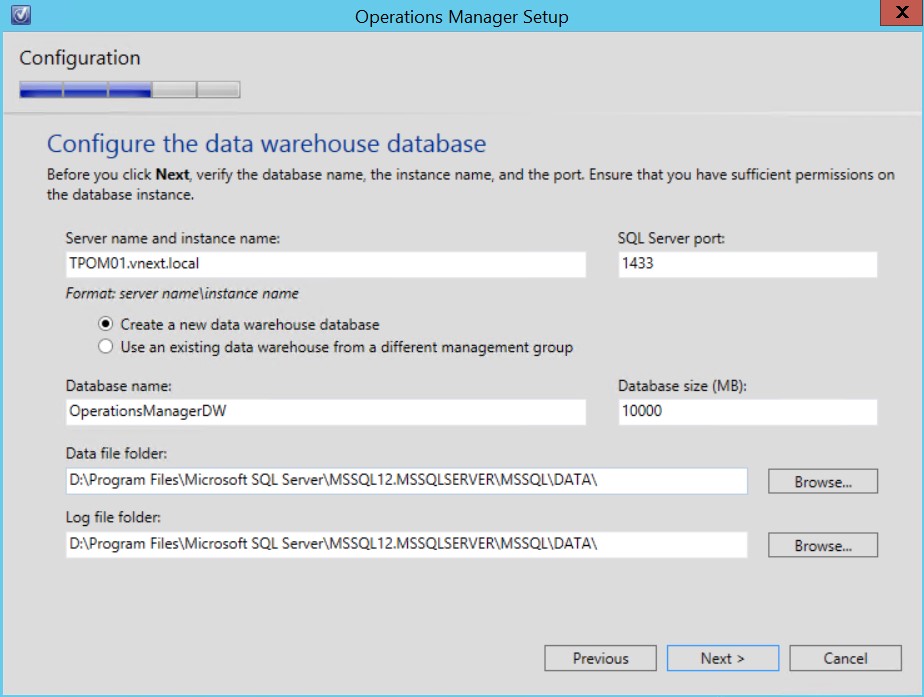 Operations Manager Setup
X
Configuration
Configure the data warehouse database
Before you click Next, verify the database name, the instance name, and the port. Ensure that you have sufficient permissions on
the database instance.
Server name and instance name:
SQL Server port:
TPOM01.vnext.local
1433
Format: server name\instance name
Create a new data warehouse database
Use an existing data warehouse from a different management group
Database name:
Database size (MB):
OperationsManagerDW
10000
Data file folder:
D:\Program Files\Microsoft SQL Server\MSSQL12.MSSQLSERVER\MSSQL\DATA\
Browse...
Log file folder:
D:\Program Files\Microsoft SQL Server\MSSQL12.MSSQLSERVER\MSSQL\DATA\
Browse...
Previous
Next >
Cancel